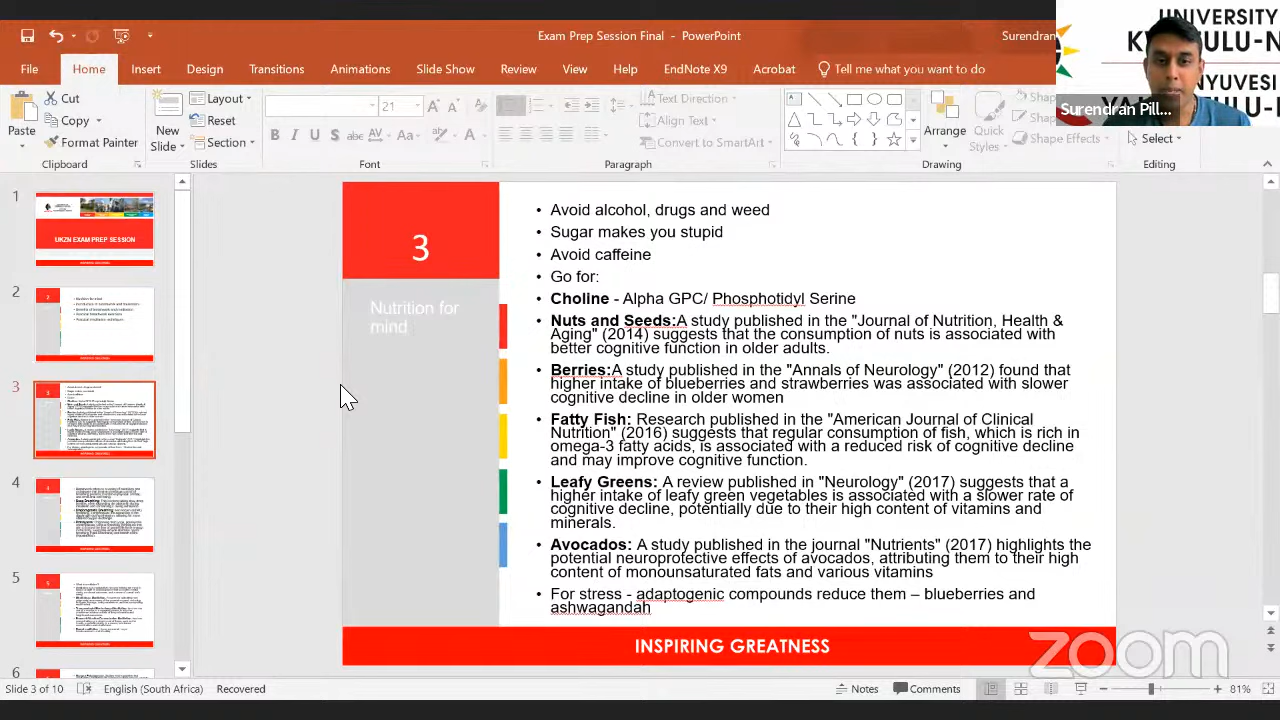 Exam Prep Session Final - PowerPoint
Surendran
UNIVERSITY
Surendran Pill...
File Home Insert Design Transitions Animations Slide Show Review View Help EndNote X9 Acrobat Tell me what you want to do
Paste
Cut
Copy
Format Painter
Clipboard
New
Slide
Layout
Reset
Section
Slides
21
B I U S abc AV Aa A
Font
Text Direction
Align Text
Convert to SmartArt
Paragraph
Arrange
Quick
Styles
Shape Effects
Drawing
Select
Editing
1
UKZN EXAM PREP SESSION
2
3
4
5
6
3
Nutrition for
mind
• Avoid alcohol, drugs and weed
• Sugar makes you stupid
• Avoid caffeine
• Go for:
• Choline - Alpha GPC/ Phosphotidyl Serine
• Nuts and Seeds:A study published in the "Journal of Nutrition, Health &
Aging" (2014) suggests that the consumption of nuts is associated with
better cognitive function in older adults.
• Berries:A study published in the "Annals of Neurology" (2012) found that
higher intake of blueberries and strawberries was associated with slower
cognitive decline in older women
• Fatty Fish: Research published in the "American Journal of Clinical
Nutrition" (2016) suggests that regular consumption of fish, which is rich in
omega-3 fatty acids, is associated with a reduced risk of cognitive decline
and may improve cognitive function.
• Leafy Greens: A review published in "Neurology" (2017) suggests that a
higher intake of leafy green vegetables is associated with a slower rate of
cognitive decline, potentially due to their high content of vitamins and
minerals.
• Avocados: A study published in the journal "Nutrients" (2017) highlights the
potential neuroprotective effects of avocados, attributing them to their high
content of monounsaturated fats and various vitamins
• For stress - adaptogenic compounds reduce them – blueberries and
ashwagandah
INSPIRING GREATNESS
zoom
Slide 3 of 10 English (South Africa) Recovered
Notes Comments 81%